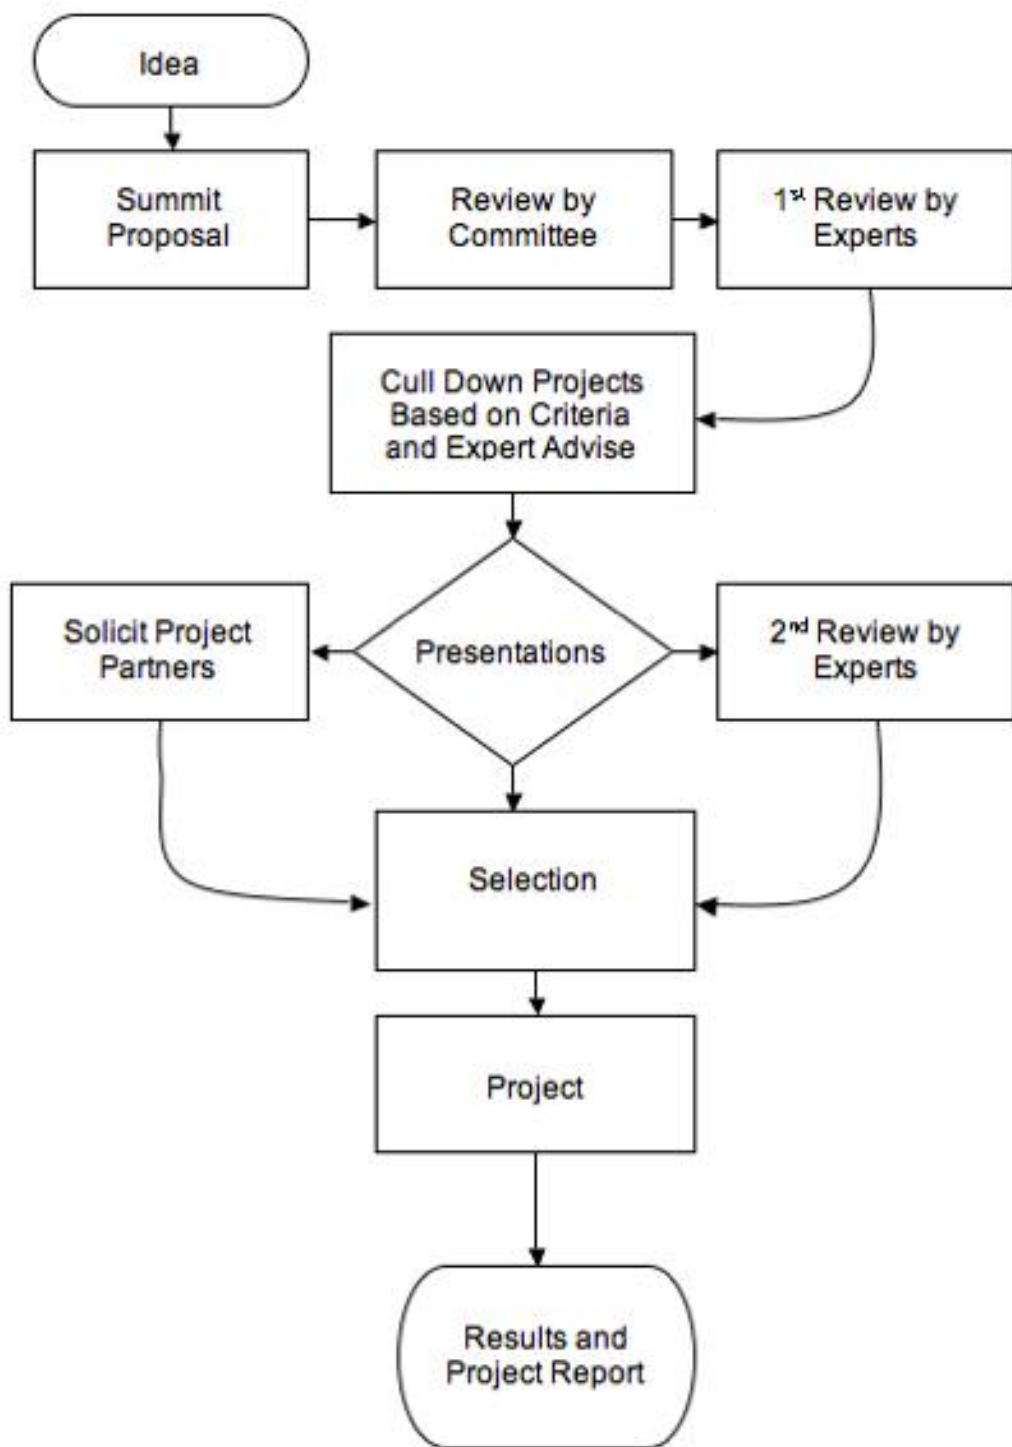 Idea
Summit
Proposal
Review by
Committee
1st Review by
Experts
Cull Down Projects
Based on Criteria
and Expert Advise
Solicit Project
Partners
Presentations
2nd Review by
Experts
Selection
Project
Results and
Project Report